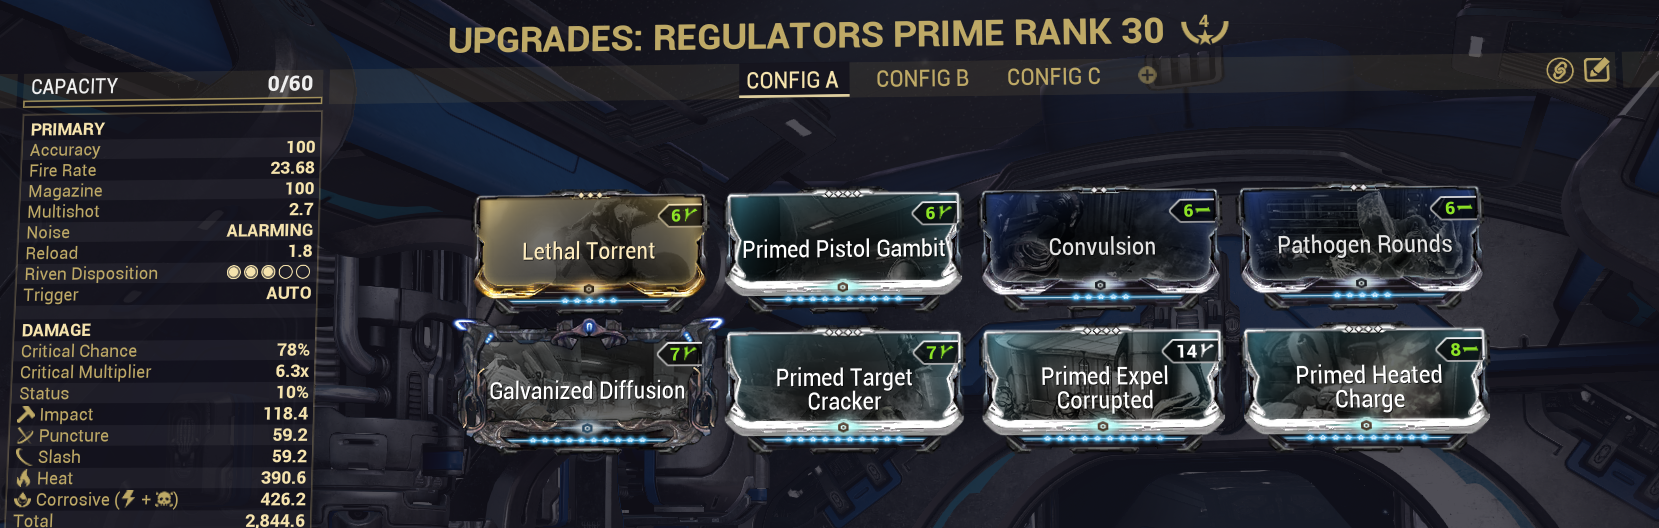 UPGRADES: REGULATORS PRIME RANK 30 4
CAPACITY 0/60
CONFIG A CONFIG B CONFIG C
PRIMARY
Accuracy 100
Fire Rate 23.68
Magazine 100
Multishot 2.7
Noise ALARMING
Reload 1.8
Riven Disposition
Trigger AUTO
DAMAGE
Critical Chance 78%
Critical Multiplier 6.3x
Status 10%
Impact 118.4
Puncture 59.2
Slash 59.2
Heat 390.6
Corrosive ( + ) 426.2
Total 2,844.6
6
Lethal Torrent
6
Primed Pistol Gambit
6
Convulsion
6
Pathogen Rounds
7
Galvanized Diffusion
7
Primed Target
Cracker
14
Primed Expel
Corrupted
8
Primed Heated
Charge